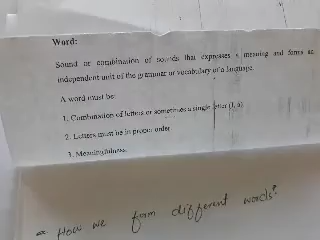 Word:
Sound or combination of sounds that expresses a meaning and forms an
independent unit of the grammar or vocabulary of a language.
A word must be:
1. Combination of letters or sometimes a single letter (I, a)
2. Letters must be in proper order
3. Meaningfulness.
How we form different words?